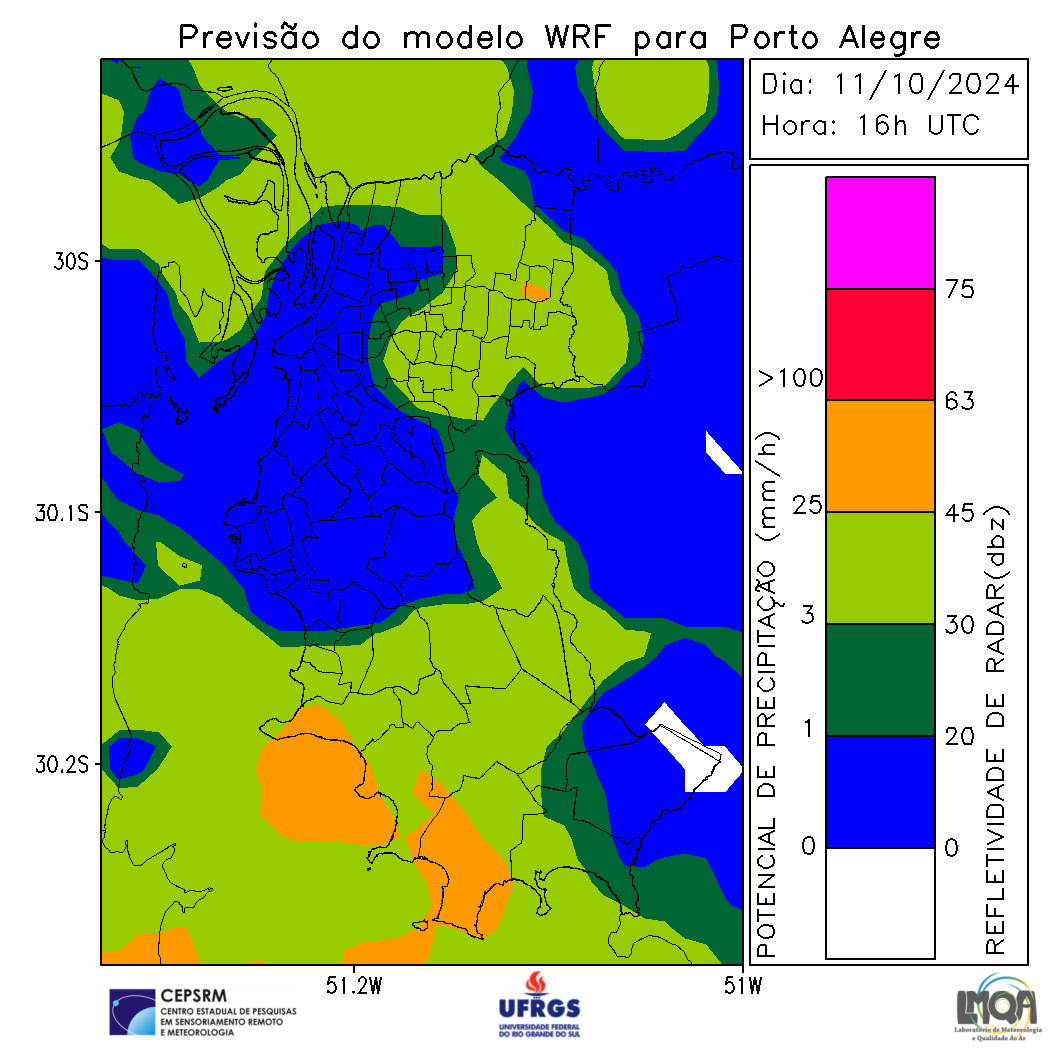 Previsão do modelo WRF para Porto Alegre
Dia: 11/10/2024
Hora: 16h UTC
30S
30.1S
30.2S
51.2W
51W
POTENCIAL DE PRECIPITAÇÃO (mm/h)
>100
25
3
1
0
75
63
45
30
20
0
REFLETIVIDADE DE RADAR(dbz)
CEPSRM
CENTRO ESTADUAL DE PESQUISAS
EM SENSORIAMENTO REMOTO
E METEOROLOGIA
UFRGS
UNIVERSIDADE FEDERAL
DO RIO GRANDE DO SUL
LMQA
Laboratório de Meteorologia
e Qualidade do Ar